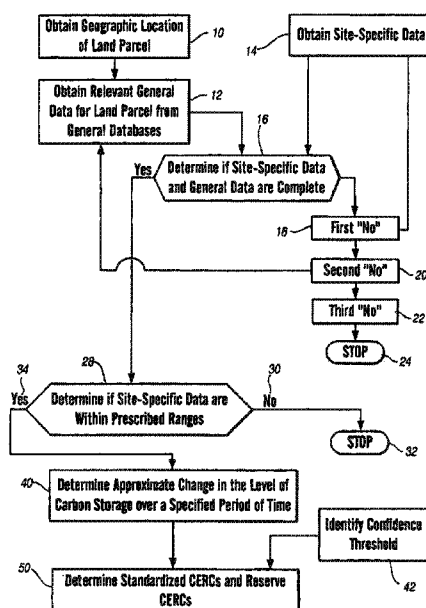 Obtain Geographic Location
of Land Parcel
10
14
Obtain Site-Specific Data
Obtain Relevant General
Data for Land Parcel from
General Databases
12
16
Yes
Determine if Site-Specific Data
and General Data are Complete
18
First "No"
Second "No"
20
Third "No"
22
STOP
24
34
Yes
28
Determine if Site-Specific Data are
Within Prescribed Ranges
30
No
STOP
32
40
Determine Approximate Change in the Level of
Carbon Storage over a Specified Period of Time
Identify Confidence
Threshold
42
50
Determine Standardized CERCs and Reserve
CERCs